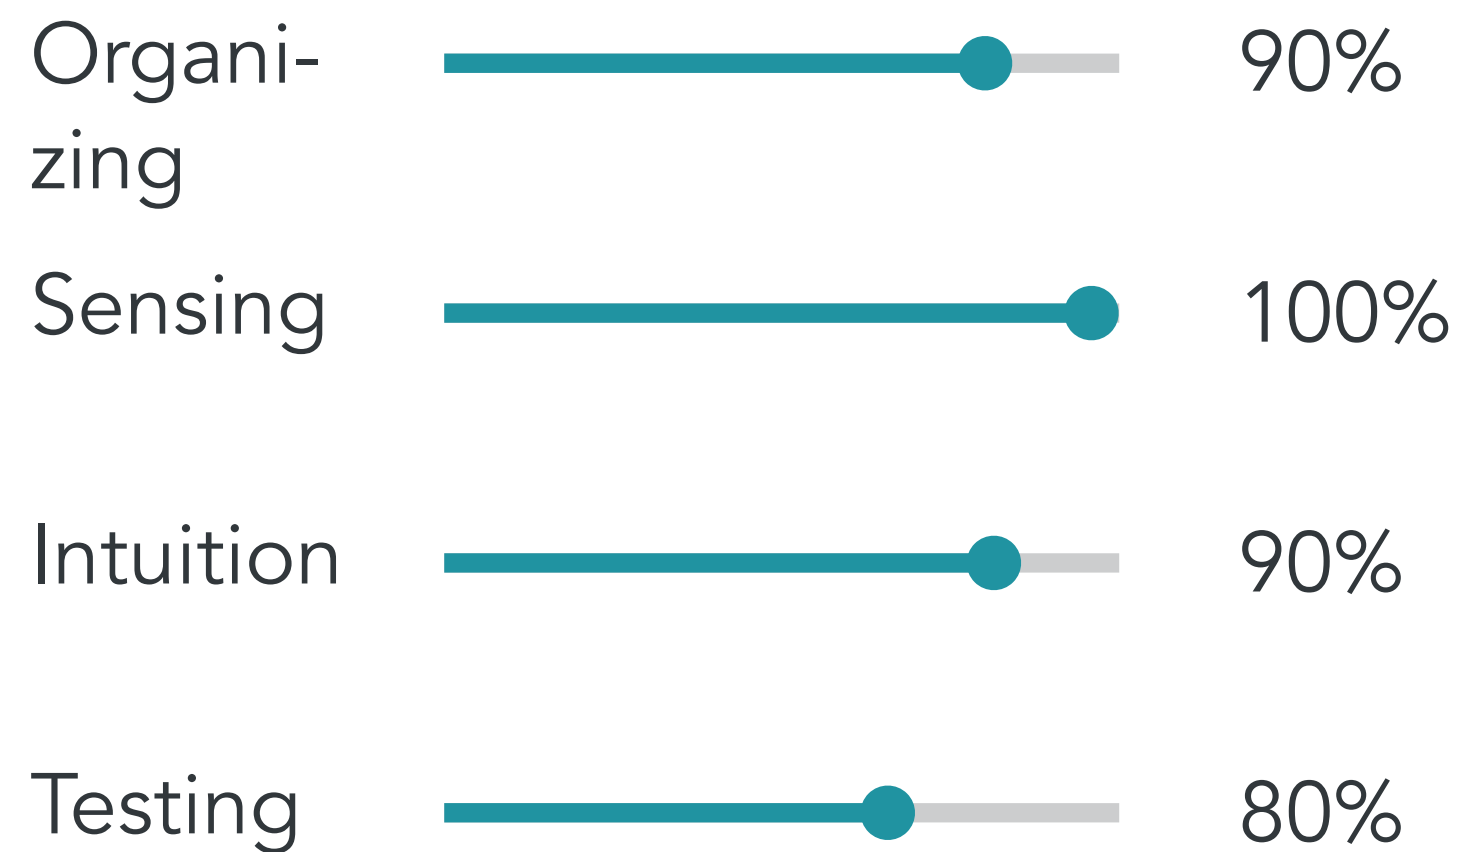 Organi- 90%
zing
Sensing 100%
Intuition 90%
Testing 80%